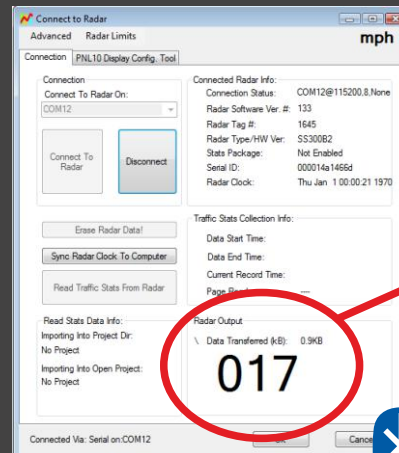 Connect to Radar
Advanced Radar Limits
mph
Connection PNL10 Display Config. Tool
Connection
Connect To Radar On:
COM12
Connect To Radar
Disconnect
Erase Radar Data!
Sync Radar Clock To Computer
Read Traffic Stats From Radar
Read Stats Data Info:
Importing Into Project Dir:
No Project
Importing Into Open Project:
No Project
Connected Radar Info:
Connection Status: COM12@115200.8.None
Radar Software Ver. #: 133
Radar Tag #: 1645
Radar Type/HW Ver: SS300B2
Stats Package: Not Enabled
Serial ID: 000014a1466d
Radar Clock: Thu Jan 1 00:00:21 1970
Traffic Stats Collection Info:
Data Start Time:
Data End Time:
Current Record Time:
Page
---
Radar Output
\ Data Transferred (kB): 0.9KB
017
Connected Via: Serial on:COM12
Cance